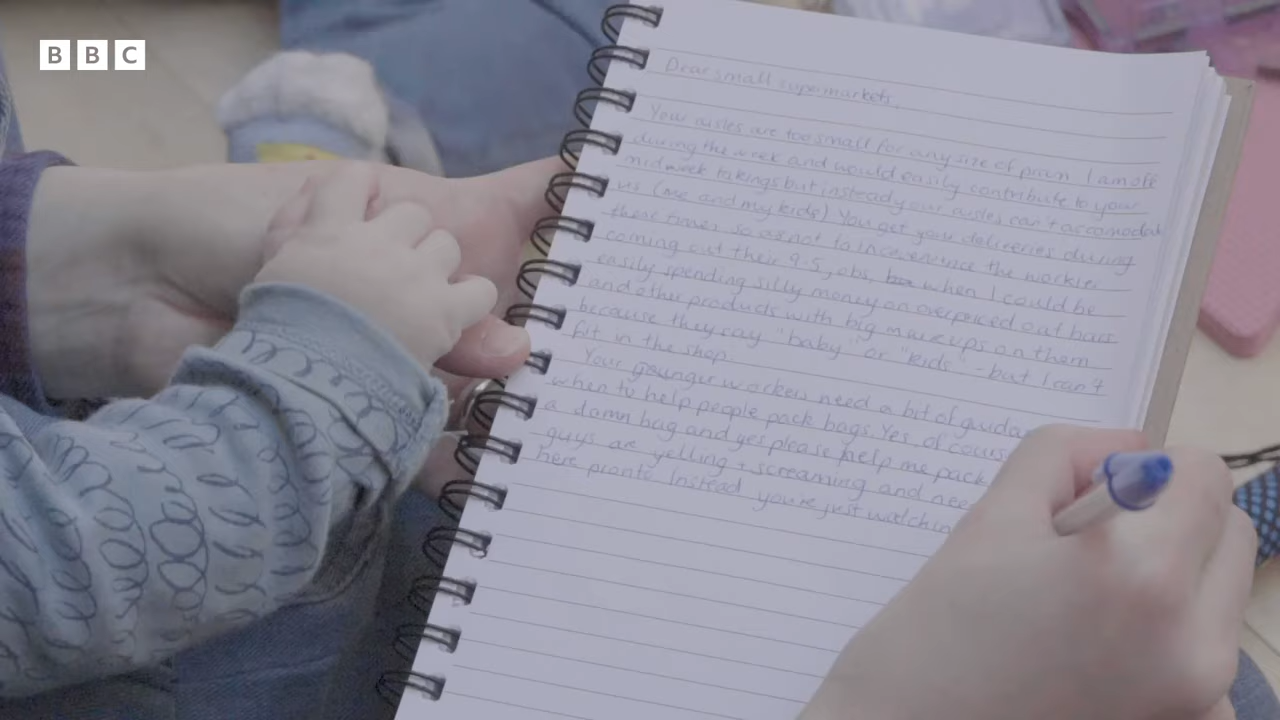 BBC
Dear small supermarkets,
Your aisles are too small for any size of pram. I am off
during the week and would easily contribute to your
midweek takings but instead your aisles can't accomodat
us (me and my kids) You get your deliveries during
these times, so as not to inconvenience the workies
coming out their 9-5 jobs, when I could be
easily spending silly money on overpriced oat bars
and other products with big markups on them
because they say "baby" or "kids" - but I can't
fit in the shop.
Your younger workers need a bit of guidan
when to help people pack bags. Yes, of cours
a damn bag and yes please help me pack
guys are yelling + screaming and nee
here pronto. Instead you're just watchin